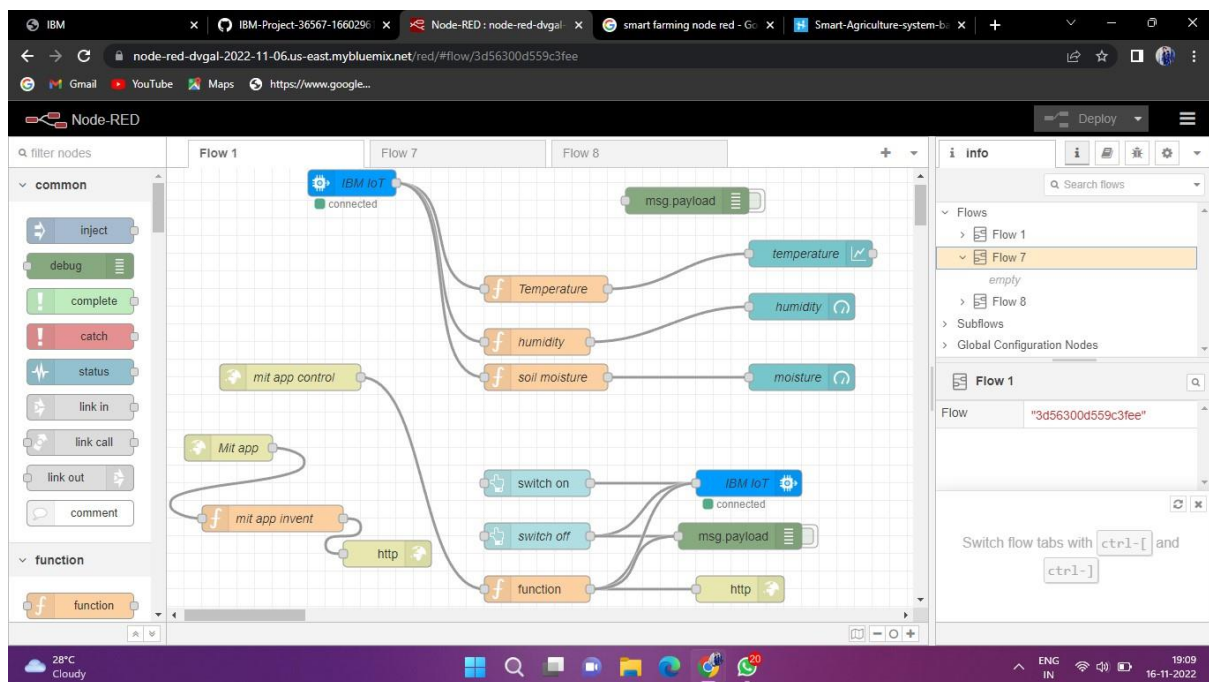 IBM
IBM-Project-36567-1660296
Node-RED : node-red-dvgal-
smart farming node red - Go
Smart-Agriculture-system-ba
node-red-dvgal-2022-11-06.us-east.mybluemix.net/red/#flow/3d56300d559c3fee
Gmail YouTube Maps https://www.google...
Node-RED
Deploy
filter nodes
common
inject
debug
complete
catch
status
link in
link call
link out
comment
function
function
Flow 1 Flow 7 Flow 8
IBM IoT
connected
msg.payload
temperature
Temperature
humidity
humidity
mit app control
soil moisture
moisture
Mit app
switch on
IBM IoT
connected
mit app invent
switch off
msg.payload
http
function
http
i info
i
Search flows
Flows
Flow 1
Flow 7
empty
Flow 8
Subflows
Global Configuration Nodes
Flow 1
Flow "3d56300d559c3fee"
Switch flow tabs with ctrl-[ and
ctrl-]
28°C
Cloudy
20
ENG
IN
19:09
16-11-2022